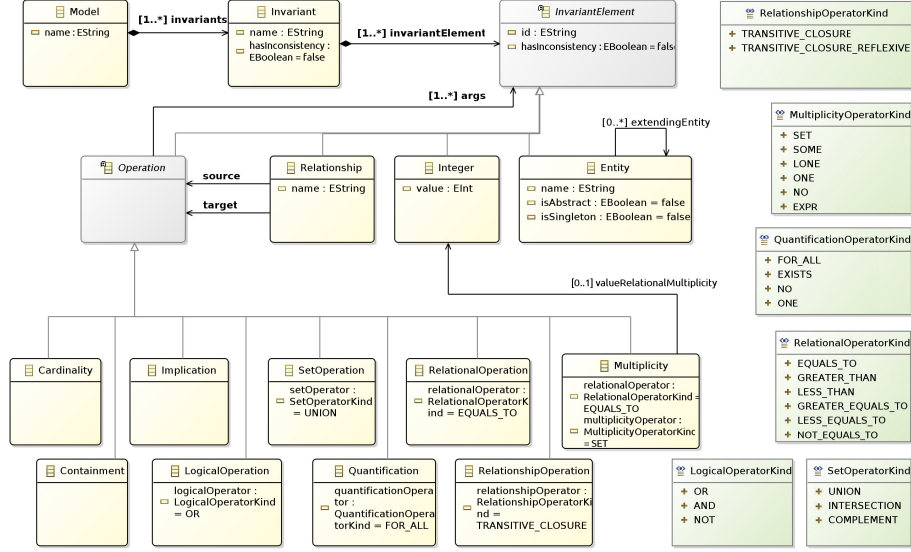 Model
name : EString
[1..*] invariants
Invariant
name : EString
hasInconsistency :
EBoolean = false
[1..*] invariantElement
InvariantElement
id : EString
hasInconsistency : EBoolean = fals
RelationshipOperatorKind
TRANSITIVE_CLOSURE
TRANSITIVE_CLOSURE_REFLEXIVE
[1..*] args
[0..*] extendingEntity
MultiplicityOperatorKind
SET
SOME
LONE
ONE
NO
EXPR
Operation
source
target
Relationship
name : EString
Integer
value : EInt
Entity
name : EString
isAbstract : EBoolean = false
isSingleton : EBoolean = false
QuantificationOperatorKind
FOR_ALL
EXISTS
NO
ONE
[0..1] valueRelationalMultiplicity
RelationalOperatorKind
EQUALS_TO
GREATER_THAN
LESS_THAN
GREATER_EQUALS_TO
LESS_EQUALS_TO
NOT_EQUALS_TO
Cardinality
Implication
SetOperation
setOperator :
SetOperatorKind
= UNION
RelationalOperation
relationalOperator :
RelationalOperatorK
ind = EQUALS_TO
Multiplicity
relationalOperator :
RelationalOperatorKind =
EQUALS_TO
multiplicityOperator :
MultiplicityOperatorKind
= SET
Containment
LogicalOperation
logicalOperator :
LogicalOperatorKind
= OR
Quantification
quantificationOpera
tor :
QuantificationOpera
torKind = FOR_ALL
RelationshipOperation
relationshipOperator :
RelationshipOperatorKi
nd =
TRANSITIVE_CLOSURE
LogicalOperatorKind
OR
AND
NOT
SetOperatorKind
UNION
INTERSECTION
COMPLEMENT